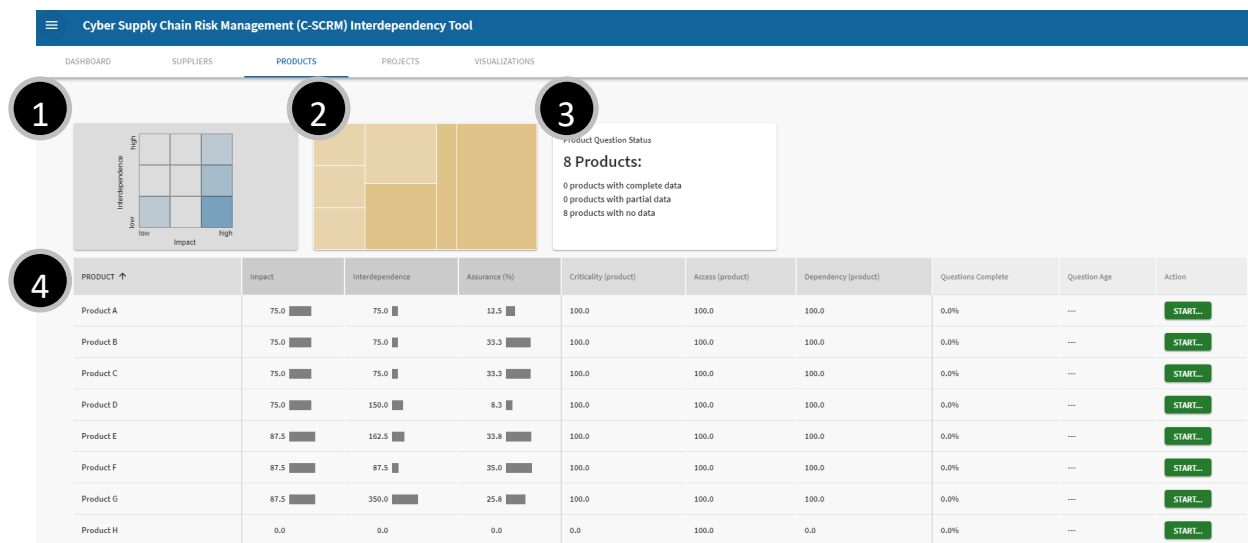 Cyber Supply Chain Risk Management (C-SCRM) Interdependency Tool
DASHBOARD SUPPLIERS PRODUCTS PROJECTS VISUALIZATIONS
1
2
3
high
Interdependence
low
low high
Impact
Product Question Status
8 Products:
0 products with complete data
0 products with partial data
8 products with no data
4
PRODUCT ↑ Impact Interdependence Assurance (%) Criticality (product) Access (product) Dependency (product) Questions Complete Question Age Action
Product A 75.0 75.0 12.5 100.0 100.0 100.0 0.0% --- START...
Product B 75.0 75.0 33.3 100.0 100.0 100.0 0.0% --- START...
Product C 75.0 75.0 33.3 100.0 100.0 100.0 0.0% --- START...
Product D 75.0 150.0 8.3 100.0 100.0 100.0 0.0% --- START...
Product E 87.5 162.5 33.8 100.0 100.0 100.0 0.0% --- START...
Product F 87.5 87.5 35.0 100.0 100.0 100.0 0.0% --- START...
Product G 87.5 350.0 25.8 100.0 100.0 100.0 0.0% --- START...
Product H 0.0 0.0 0.0 0.0 100.0 0.0 0.0% --- START...